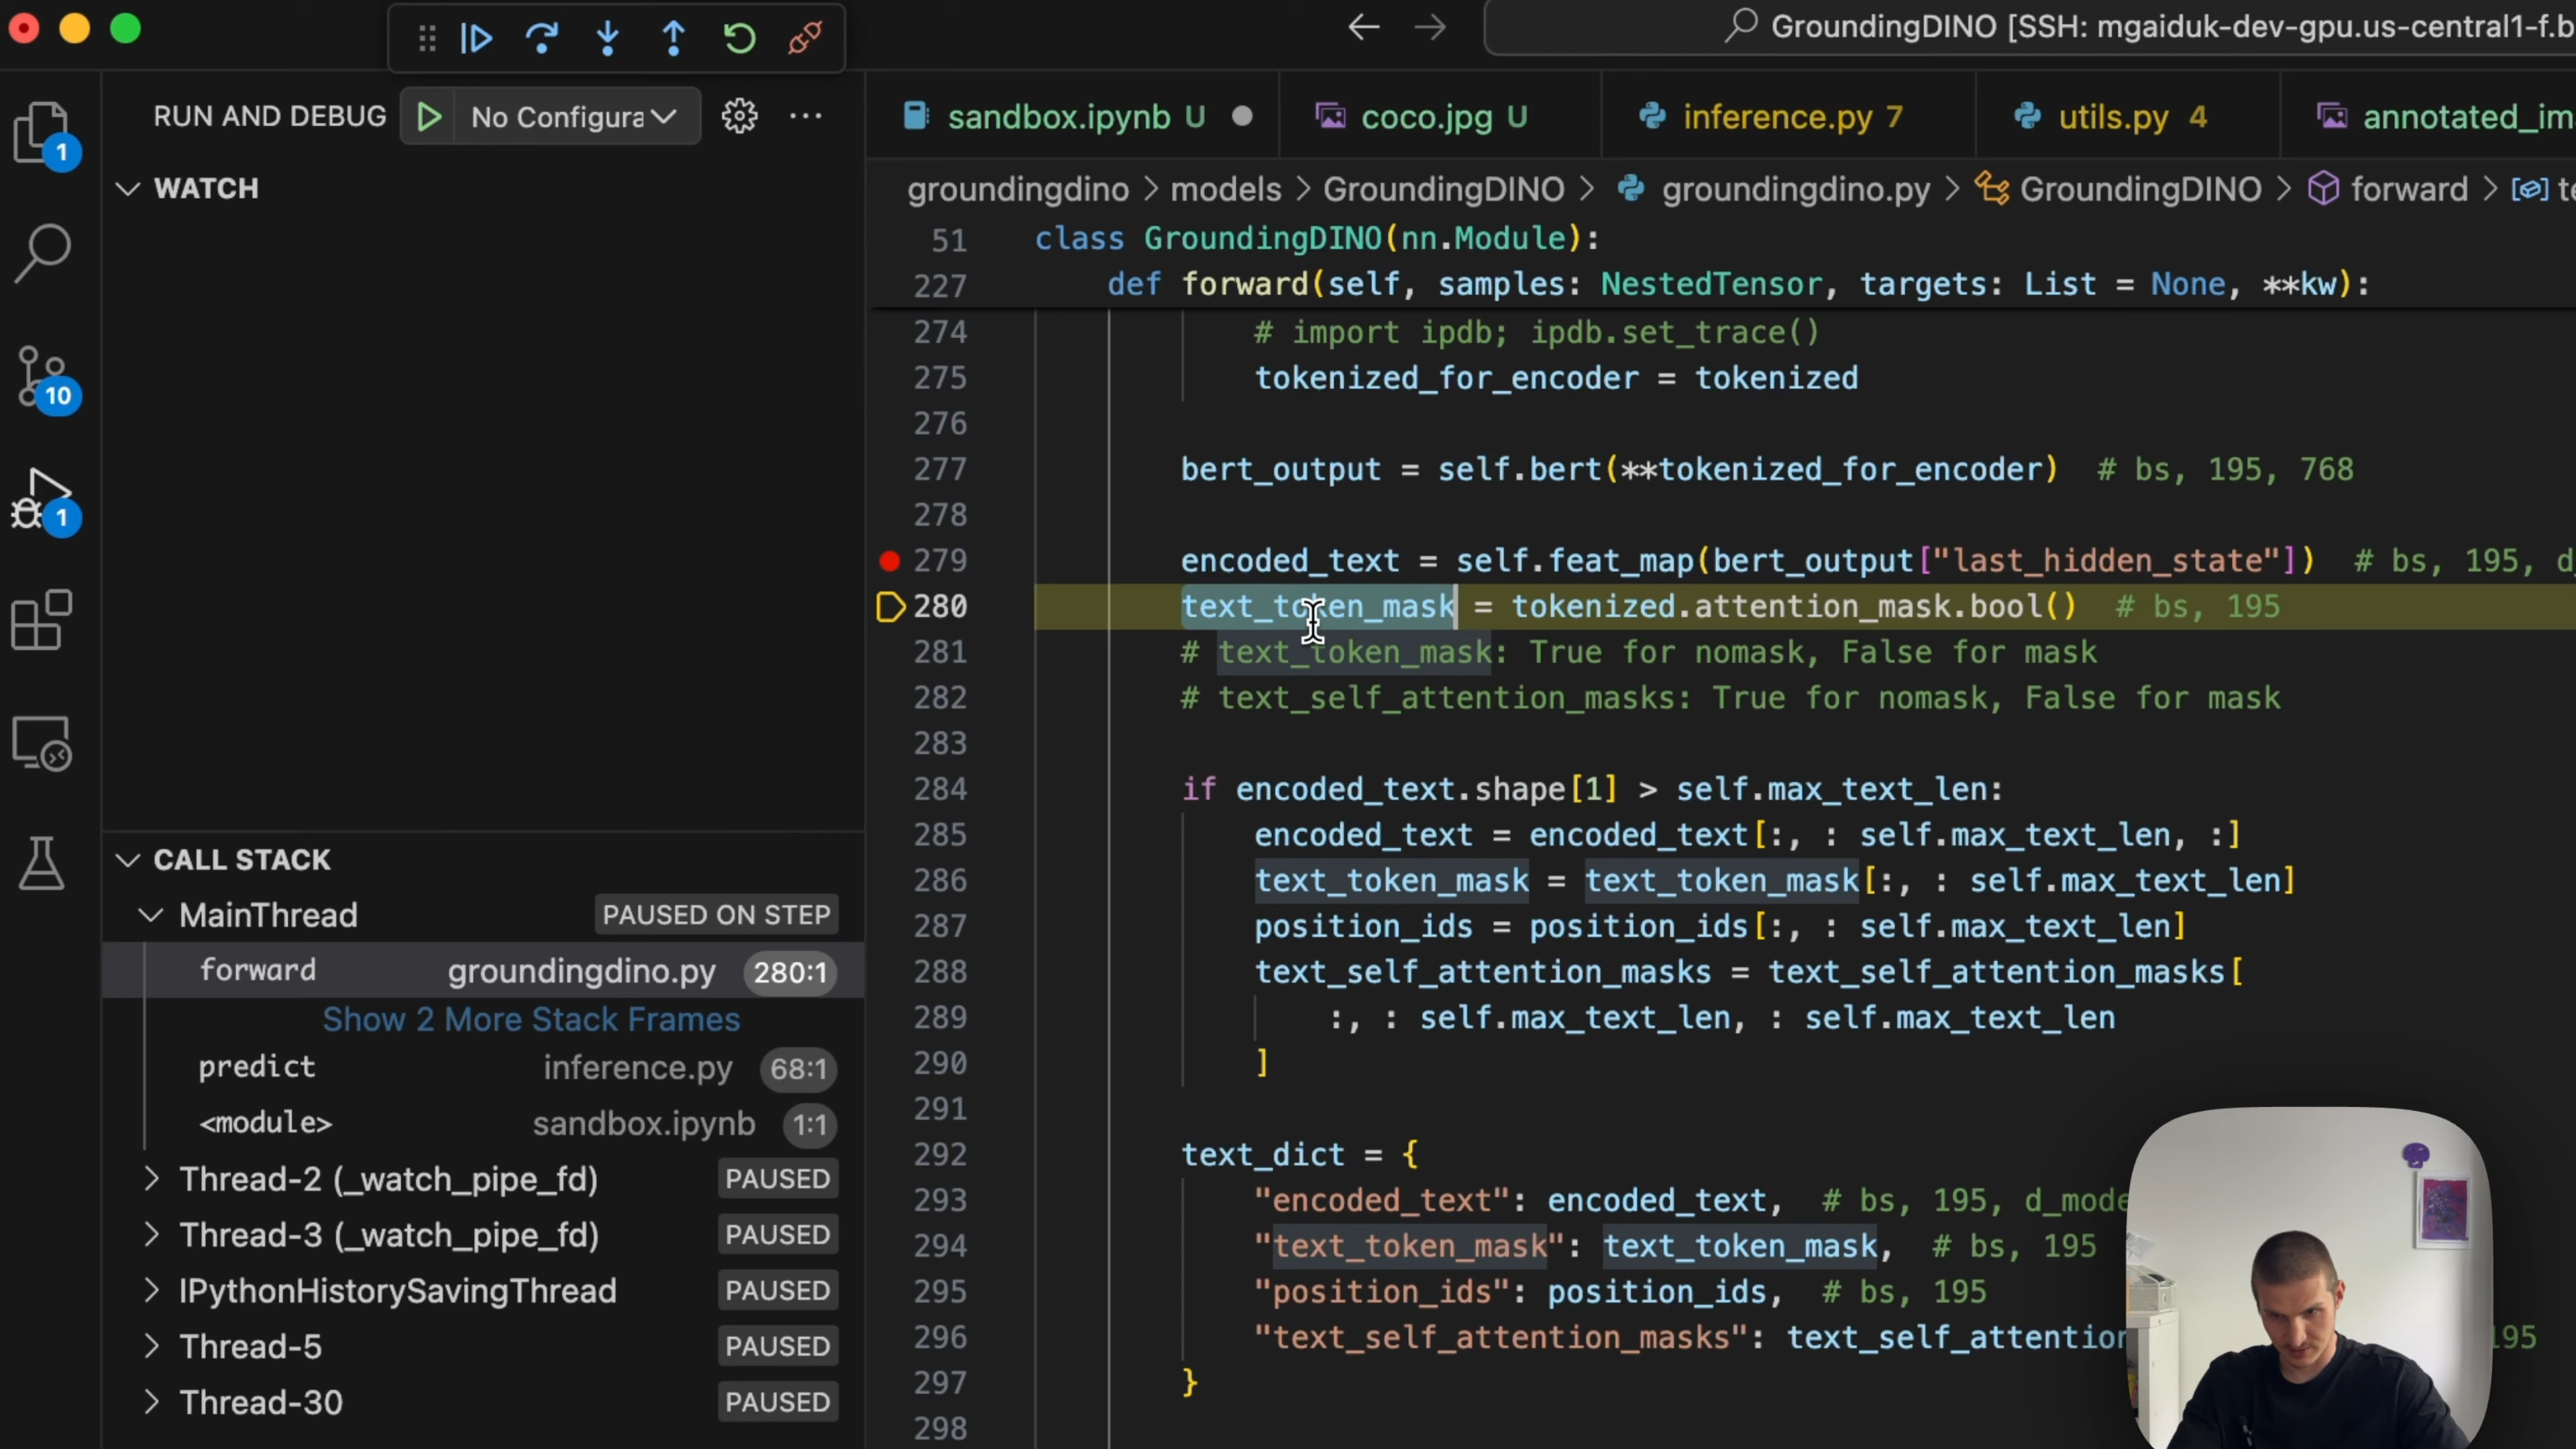 GroundingDINO [SSH: mgaiduk-dev-gpu.us-central1-f.b
RUN AND DEBUG No Configura
sandbox.ipynb U coco.jpg U inference.py 7 utils.py 4 annotated_im
1
WATCH
groundingdino > models > GroundingDINO > groundingdino.py > GroundingDINO > forward > te
51 class GroundingDINO(nn.Module):
227 def forward(self, samples: NestedTensor, targets: List = None, **kw):
274 # import ipdb; ipdb.set_trace()
275 tokenized_for_encoder = tokenized
10
276
277 bert_output = self.bert(**tokenized_for_encoder) # bs, 195, 768
278
1
279 encoded_text = self.feat_map(bert_output["last_hidden_state"]) # bs, 195, d_
280 text_token_mask = tokenized.attention_mask.bool() # bs, 195
281 # text_token_mask: True for nomask, False for mask
282 # text_self_attention_masks: True for nomask, False for mask
283
284 if encoded_text.shape[1] > self.max_text_len:
285 encoded_text = encoded_text[:, : self.max_text_len, :]
286 text_token_mask = text_token_mask[:, : self.max_text_len]
287 position_ids = position_ids[:, : self.max_text_len]
288 text_self_attention_masks = text_self_attention_masks[
289 :, : self.max_text_len, : self.max_text_len
290 ]
291
292 text_dict = {
293 "encoded_text": encoded_text, # bs, 195, d_mode
294 "text_token_mask": text_token_mask, # bs, 195
295 "position_ids": position_ids, # bs, 195
296 "text_self_attention_masks": text_self_attention 195
297 }
298
CALL STACK
MainThread PAUSED ON STEP
forward groundingdino.py 280:1
Show 2 More Stack Frames
predict inference.py 68:1
<module> sandbox.ipynb 1:1
Thread-2 (_watch_pipe_fd) PAUSED
Thread-3 (_watch_pipe_fd) PAUSED
IPythonHistorySavingThread PAUSED
Thread-5 PAUSED
Thread-30 PAUSED